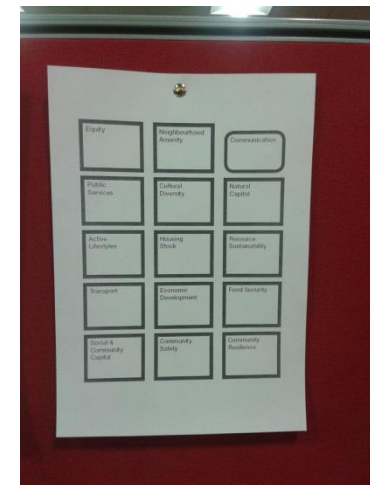 Equity
Neighbourhood
Amenity
Communication
Public
Services
Cultural
Diversity
Natural
Capital
Active
Lifestyles
Housing
Stock
Resource
Sustainability
Transport
Economic
Development
Food Security
Social &
Community
Capital
Community
Safety
Community
Resilience